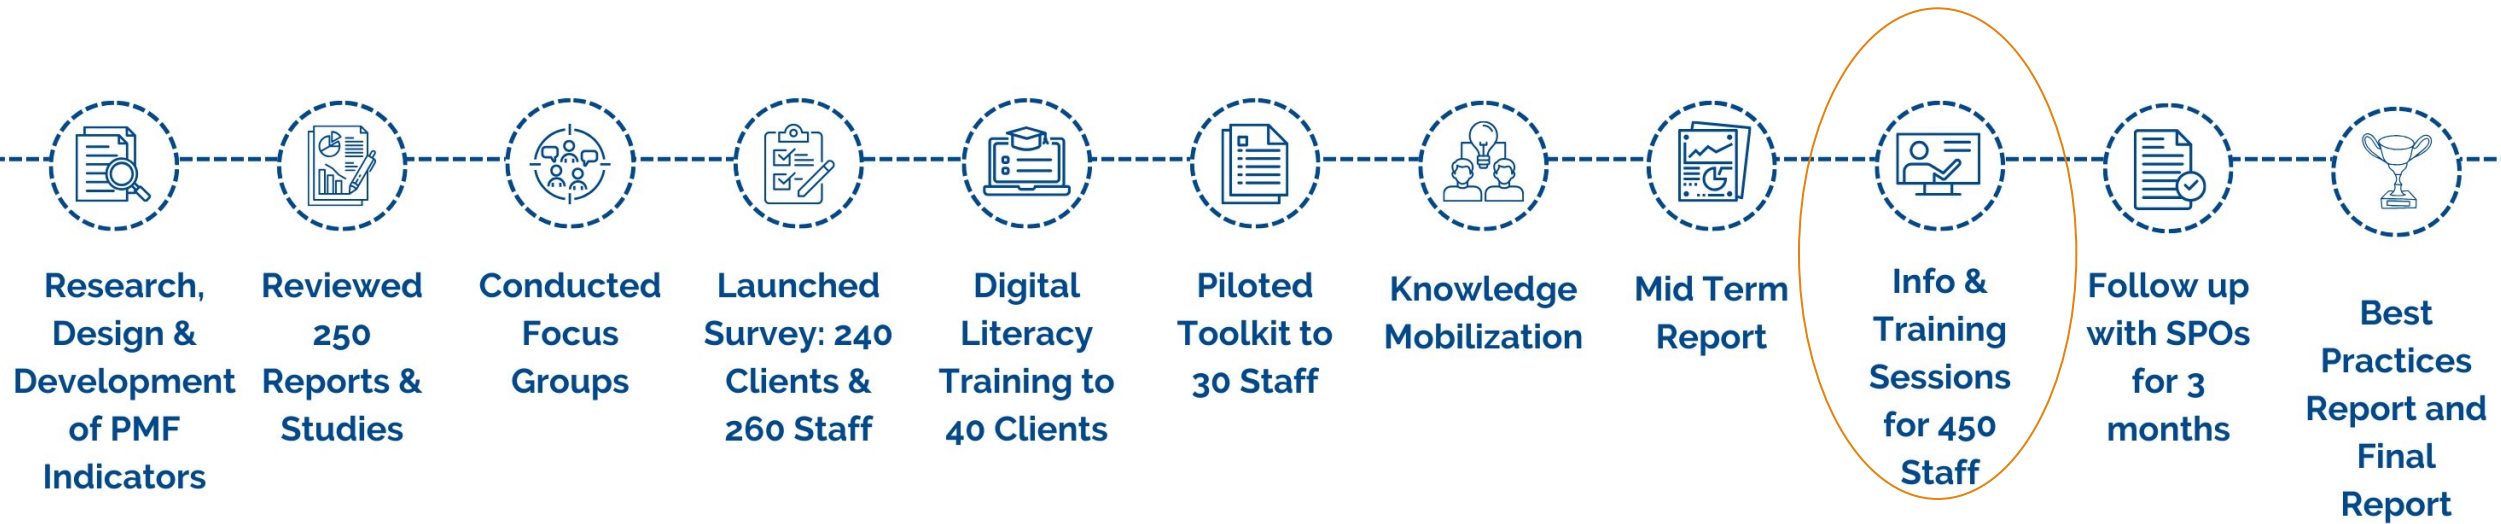 Research,
Design &
Development
of PMF
Indicators
Reviewed
250
Reports &
Studies
Conducted
Focus
Groups
Launched
Survey: 240
Clients &
260 Staff
Digital
Literacy
Training to
40 Clients
Piloted
Toolkit to
30 Staff
Knowledge
Mobilization
Mid Term
Report
Info &
Training
Sessions
for 450
Staff
Follow up
with SPOs
for 3
months
Best
Practices
Report and
Final
Report